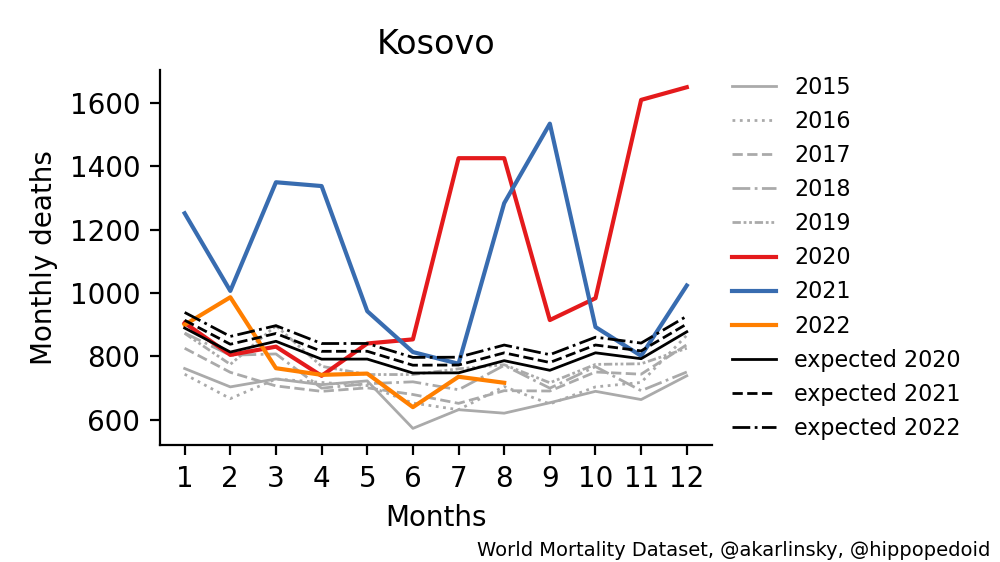 Kosovo
Monthly deaths
1600
1400
1200
1000
800
600
1 2 3 4 5 6 7 8 9 10 11 12
Months
2015
2016
2017
2018
2019
2020
2021
2022
expected 2020
expected 2021
expected 2022
World Mortality Dataset, @akarlinsky, @hippopedoid